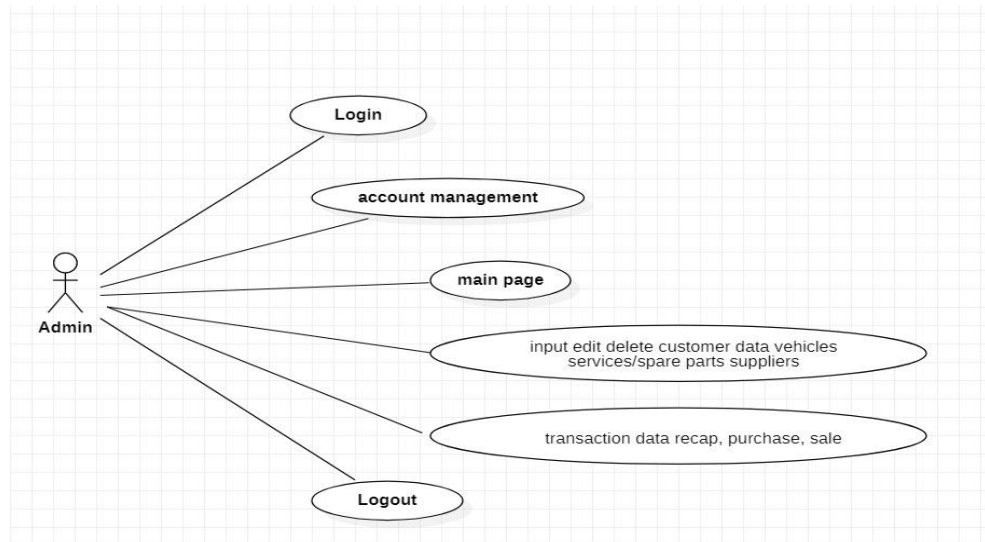 Login
account management
main page
Admin
input edit delete customer data vehicles
services/spare parts suppliers
transaction data recap, purchase, sale
Logout